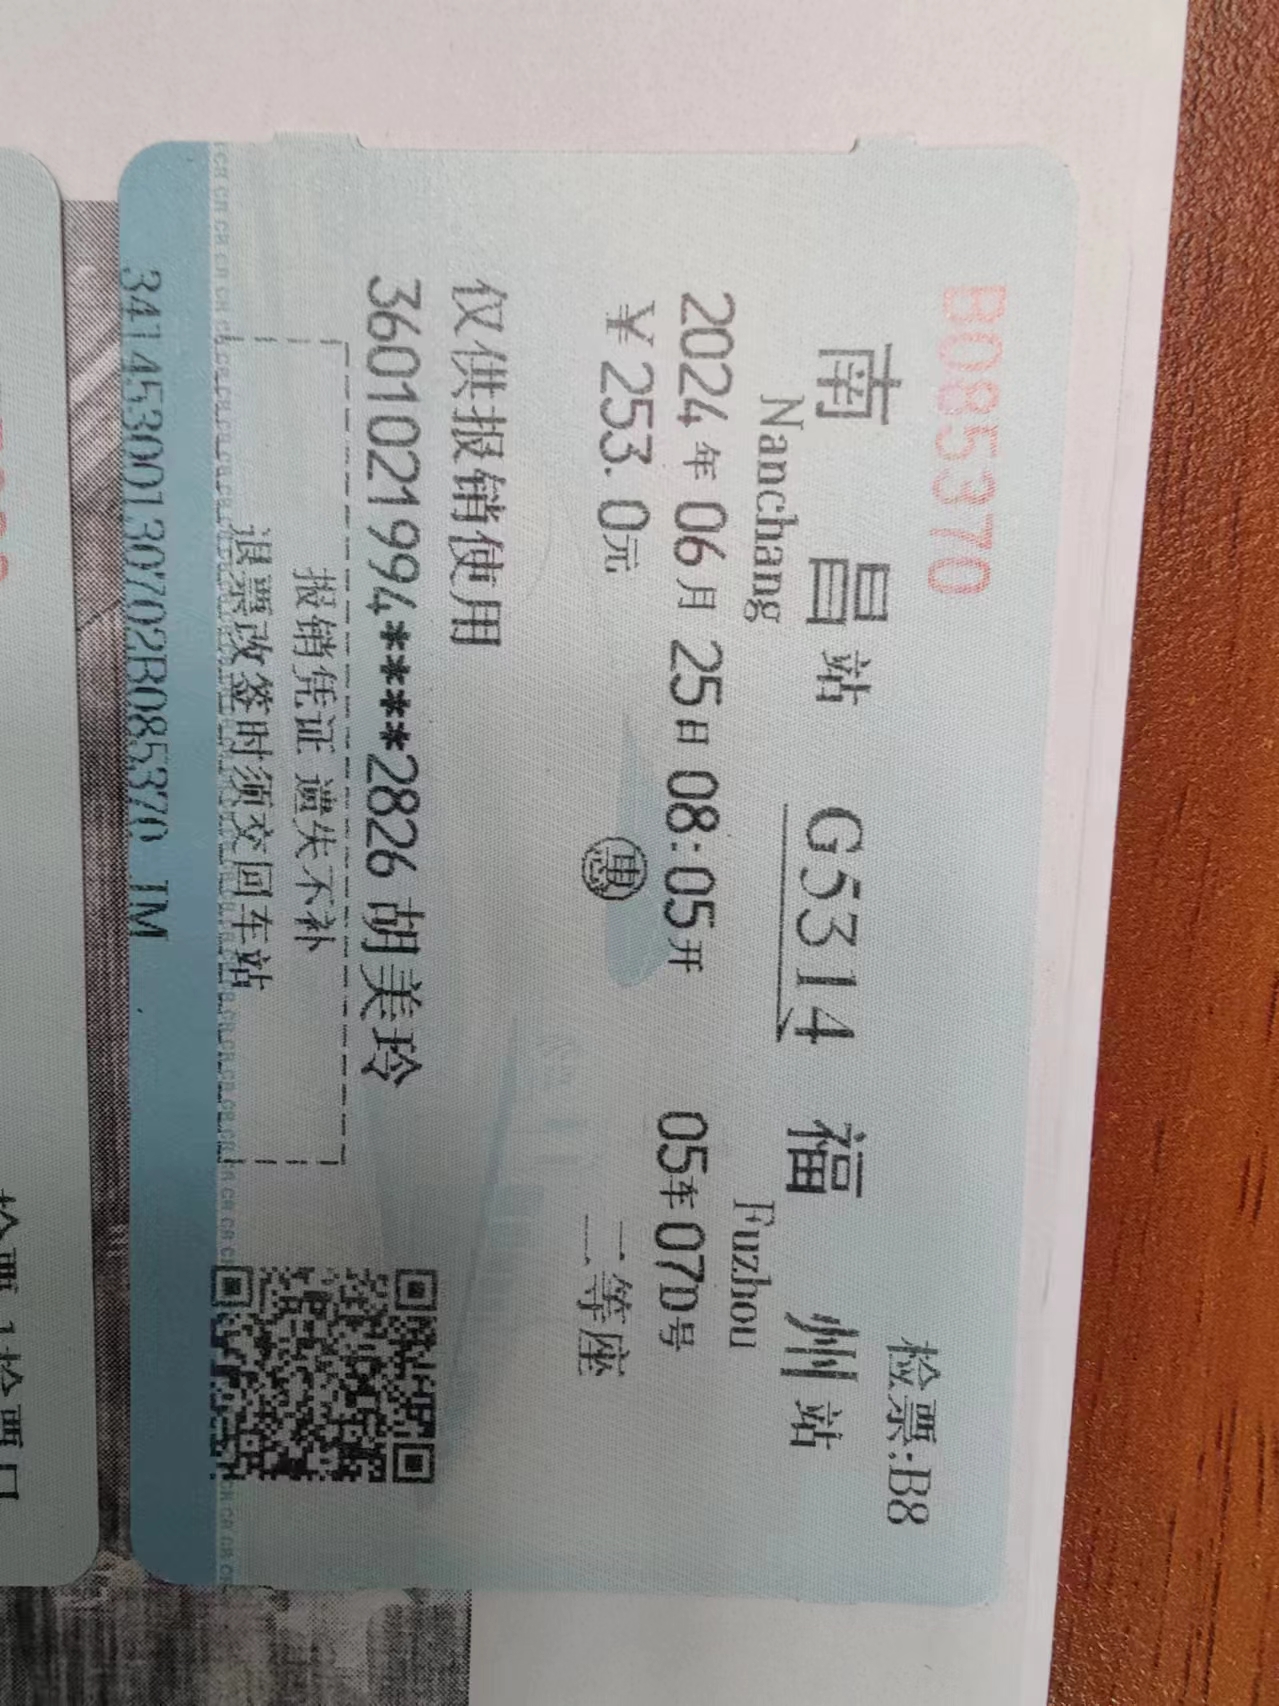 B085370
检票:B8
南昌站 G5314 福州站
Nanchang Fuzhou
2024年06月25日08:05开 05车07D号
¥253.0元 惠 二等座
仅供报销使用
3601021994****2826 胡美玲
报销凭证 遗失不补
退票改签时须交回车站
34145300130702B085370 JM